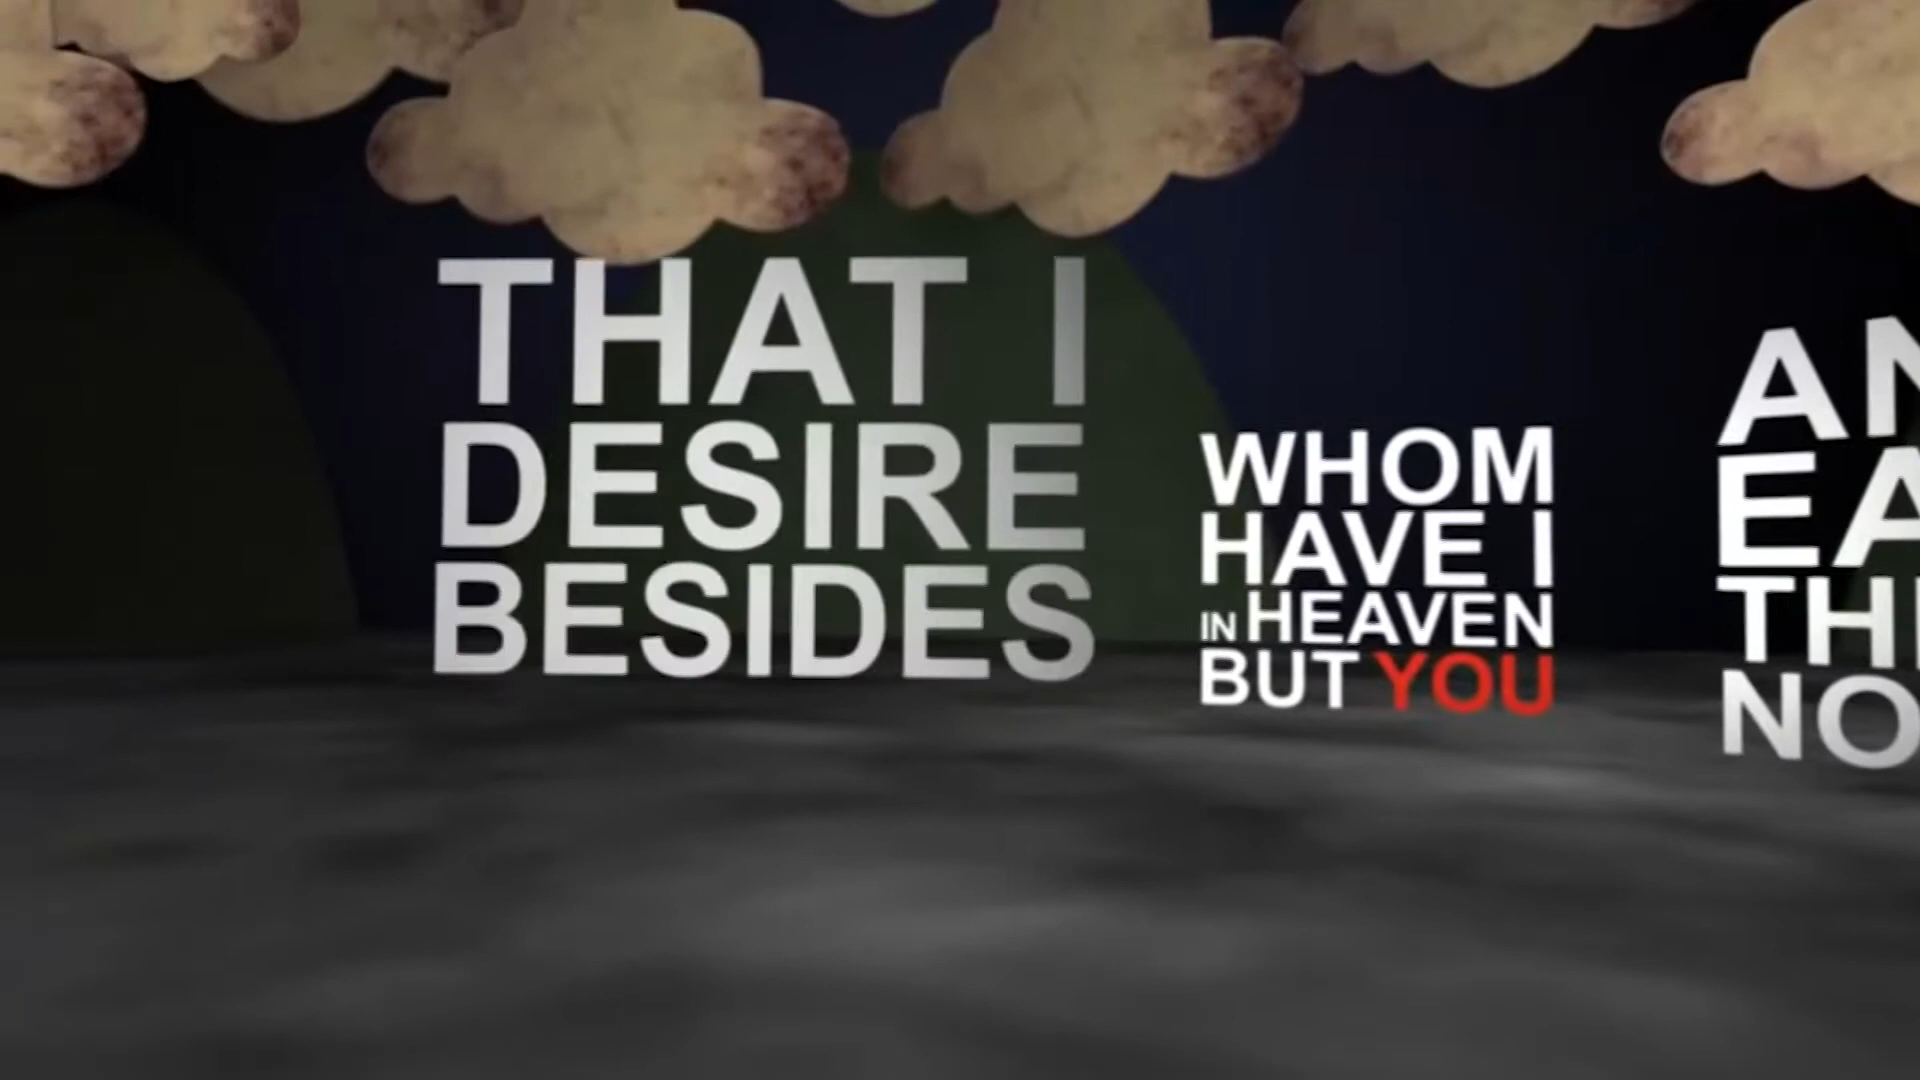 THAT I
DESIRE
BESIDES
WHOM
HAVE I
IN HEAVEN
BUT YOU